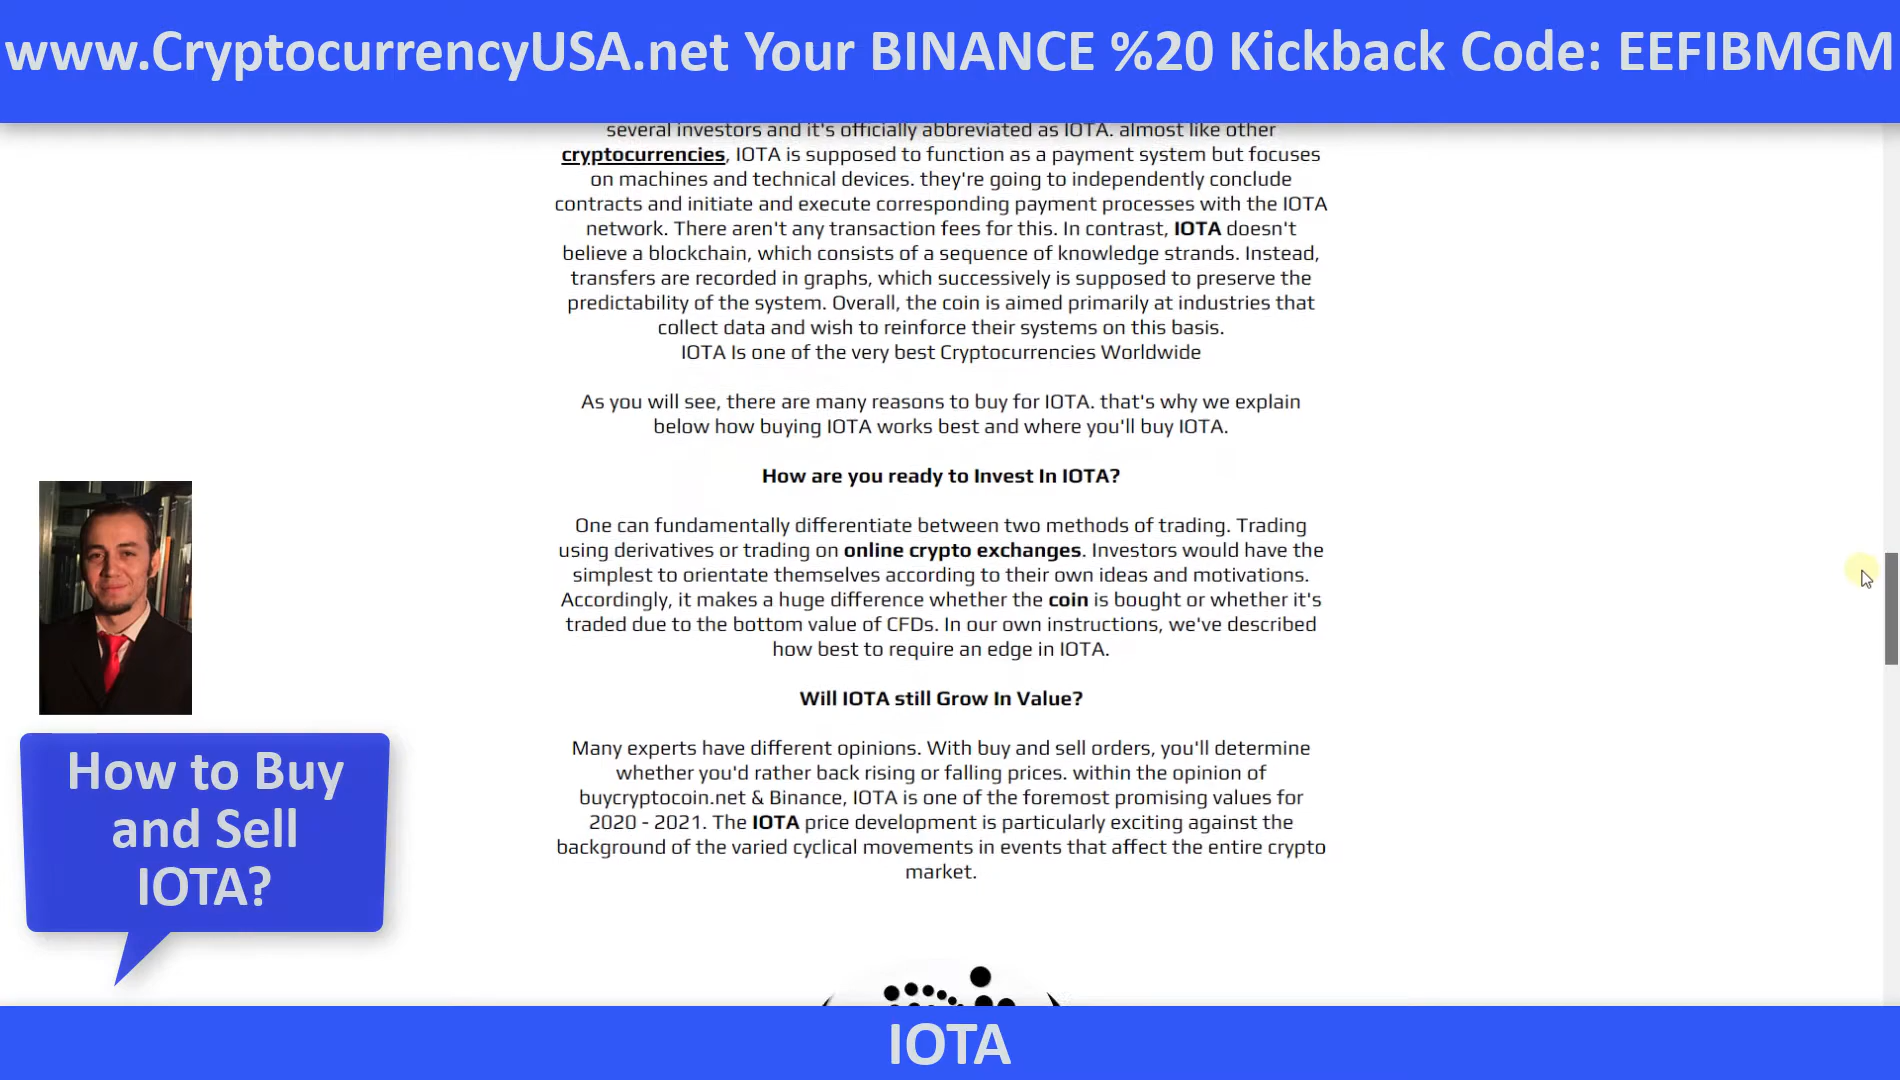 www.CryptocurrencyUSA.net Your BINANCE %20 Kickback Code: EEFIBMGM
several investors and it's officially abbreviated as IOTA. almost like other
cryptocurrencies, IOTA is supposed to function as a payment system but focuses
on machines and technical devices. they're going to independently conclude
contracts and initiate and execute corresponding payment processes with the IOTA
network. There aren't any transaction fees for this. In contrast, IOTA doesn't
believe a blockchain, which consists of a sequence of knowledge strands. Instead,
transfers are recorded in graphs, which successively is supposed to preserve the
predictability of the system. Overall, the coin is aimed primarily at industries that
collect data and wish to reinforce their systems on this basis.
IOTA Is one of the very best Cryptocurrencies Worldwide
As you will see, there are many reasons to buy for IOTA. that's why we explain
below how buying IOTA works best and where you'll buy IOTA.
How are you ready to Invest In IOTA?
One can fundamentally differentiate between two methods of trading. Trading
using derivatives or trading on online crypto exchanges. Investors would have the
simplest to orientate themselves according to their own ideas and motivations.
Accordingly, it makes a huge difference whether the coin is bought or whether it's
traded due to the bottom value of CFDs. In our own instructions, we've described
how best to require an edge in IOTA.
Will IOTA still Grow In Value?
Many experts have different opinions. With buy and sell orders, you'll determine
whether you'd rather back rising or falling prices. within the opinion of
buycryptocoin.net & Binance, IOTA is one of the foremost promising values for
2020 - 2021. The IOTA price development is particularly exciting against the
background of the varied cyclical movements in events that affect the entire crypto
market.
How to Buy
and Sell
IOTA?
IOTA